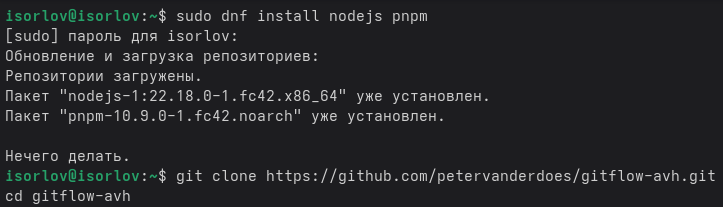 isorlov@isorlov:~$ sudo dnf install nodejs pnpm
[sudo] пароль для isorlov:
Обновление и загрузка репозиториев:
Репозитории загружены.
Пакет "nodejs-1:22.18.0-1.fc42.x86_64" уже установлен.
Пакет "pnpm-10.9.0-1.fc42.noarch" уже установлен.
Нечего делать.
isorlov@isorlov:~$ git clone https://github.com/petervanderdoes/gitflow-avh.git
cd gitflow-avh